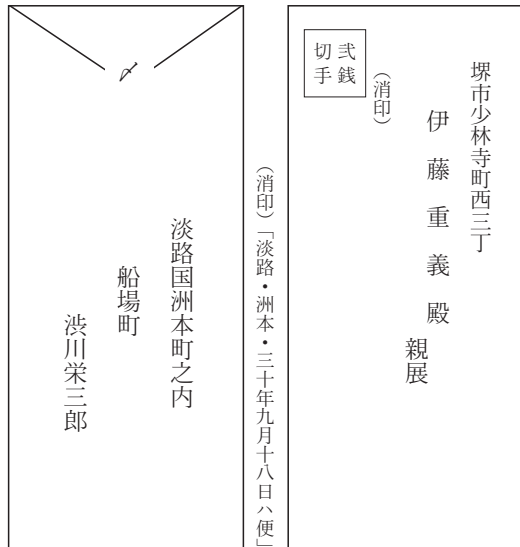 堺市少林寺町西三丁
伊藤重義殿
親展
(消印)
弐銭
切手
(消印)「淡路・洲本・三十年九月十八日ハ便」
〆
淡路国洲本町之内
船場町
渋川栄三郎